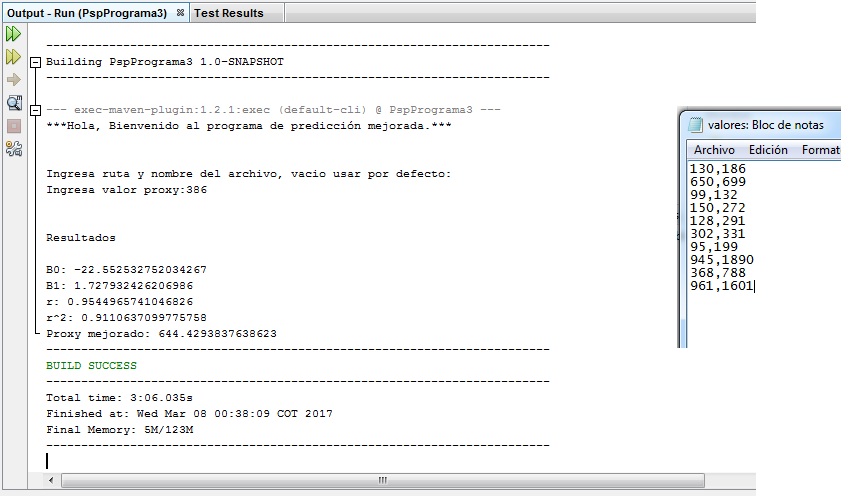 Output - Run (PspPrograma3)
Test Results
------------------------------------------------------------------------
Building PspPrograma3 1.0-SNAPSHOT
------------------------------------------------------------------------
--- exec-maven-plugin:1.2.1:exec (default-cli) @ PspPrograma3 ---
***Hola, Bienvenido al programa de predicción mejorada.***
Ingresa ruta y nombre del archivo, vacio usar por defecto:
Ingresa valor proxy:386
Resultados
B0: -22.552532752034267
B1: 1.727932426206986
r: 0.9544965741046826
r^2: 0.9110637099775758
Proxy mejorado: 644.4293837638623
------------------------------------------------------------------------
BUILD SUCCESS
------------------------------------------------------------------------
Total time: 3:06.035s
Finished at: Wed Mar 08 00:38:09 COT 2017
Final Memory: 5M/123M
------------------------------------------------------------------------
valores: Bloc de notas
Archivo Edición Format
130,186
650,699
99,132
150,272
128,291
302,331
95,199
945,1890
368,788
961,1601